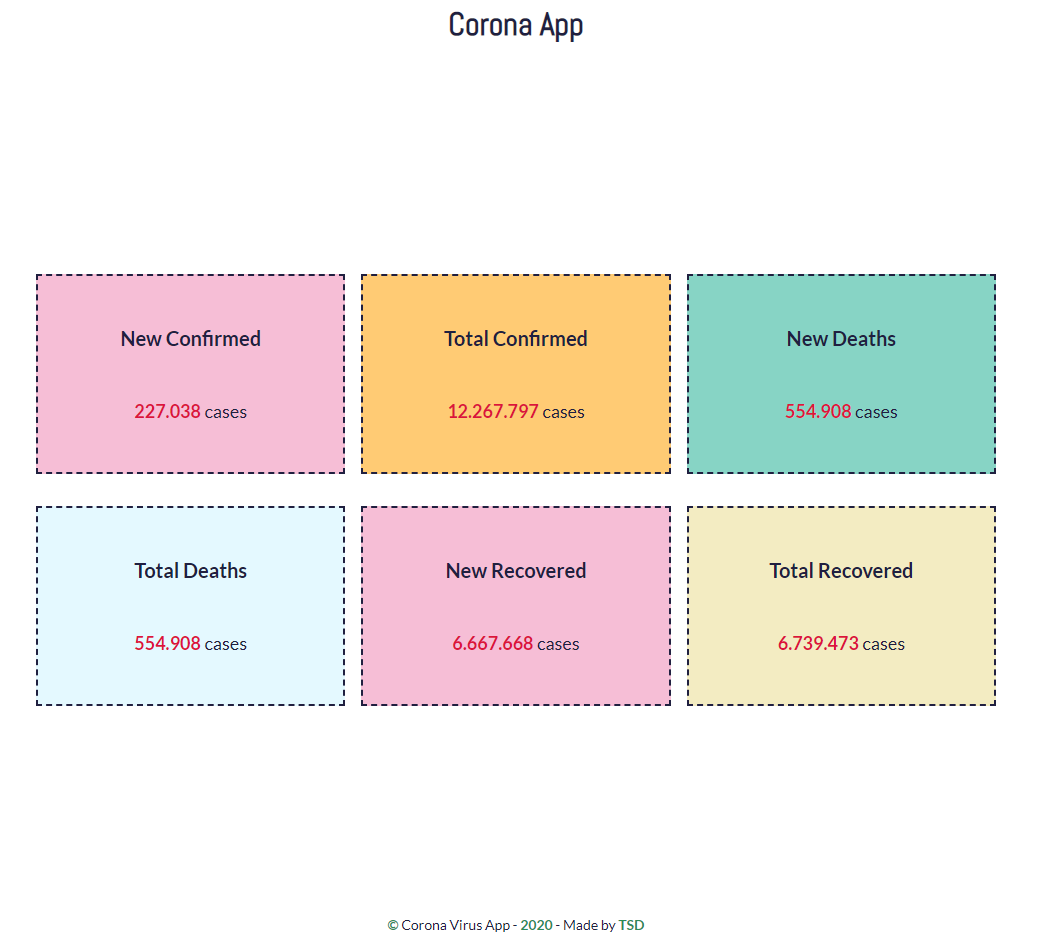 Corona App
New Confirmed
227.038 cases
Total Confirmed
12.267.797 cases
New Deaths
554.908 cases
Total Deaths
554.908 cases
New Recovered
6.667.668 cases
Total Recovered
6.739.473 cases
© Corona Virus App - 2020 - Made by TSD